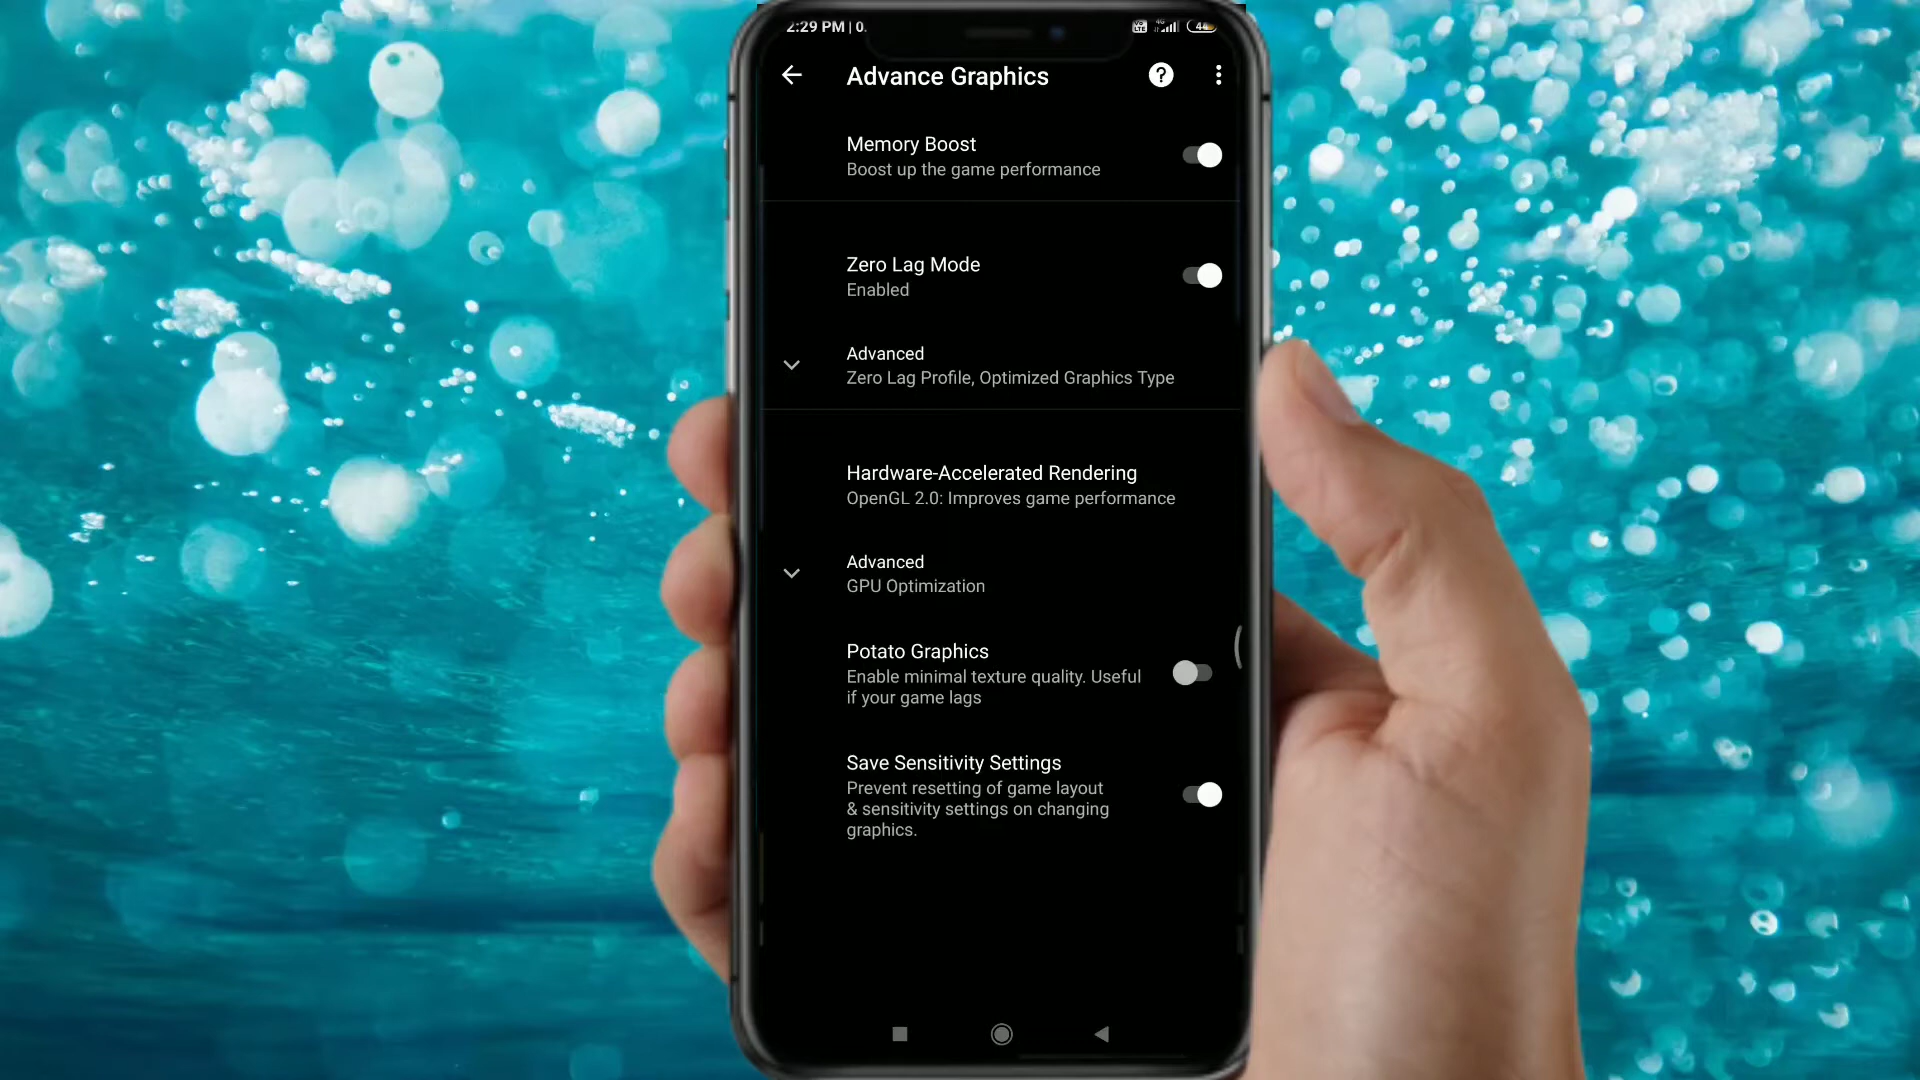 2:29 PM | 0.
44
Advance Graphics
Memory Boost
Boost up the game performance
Zero Lag Mode
Enabled
Advanced
Zero Lag Profile, Optimized Graphics Type
Hardware-Accelerated Rendering
OpenGL 2.0: Improves game performance
Advanced
GPU Optimization
Potato Graphics
Enable minimal texture quality. Useful
if your game lags
Save Sensitivity Settings
Prevent resetting of game layout
& sensitivity settings on changing
graphics.